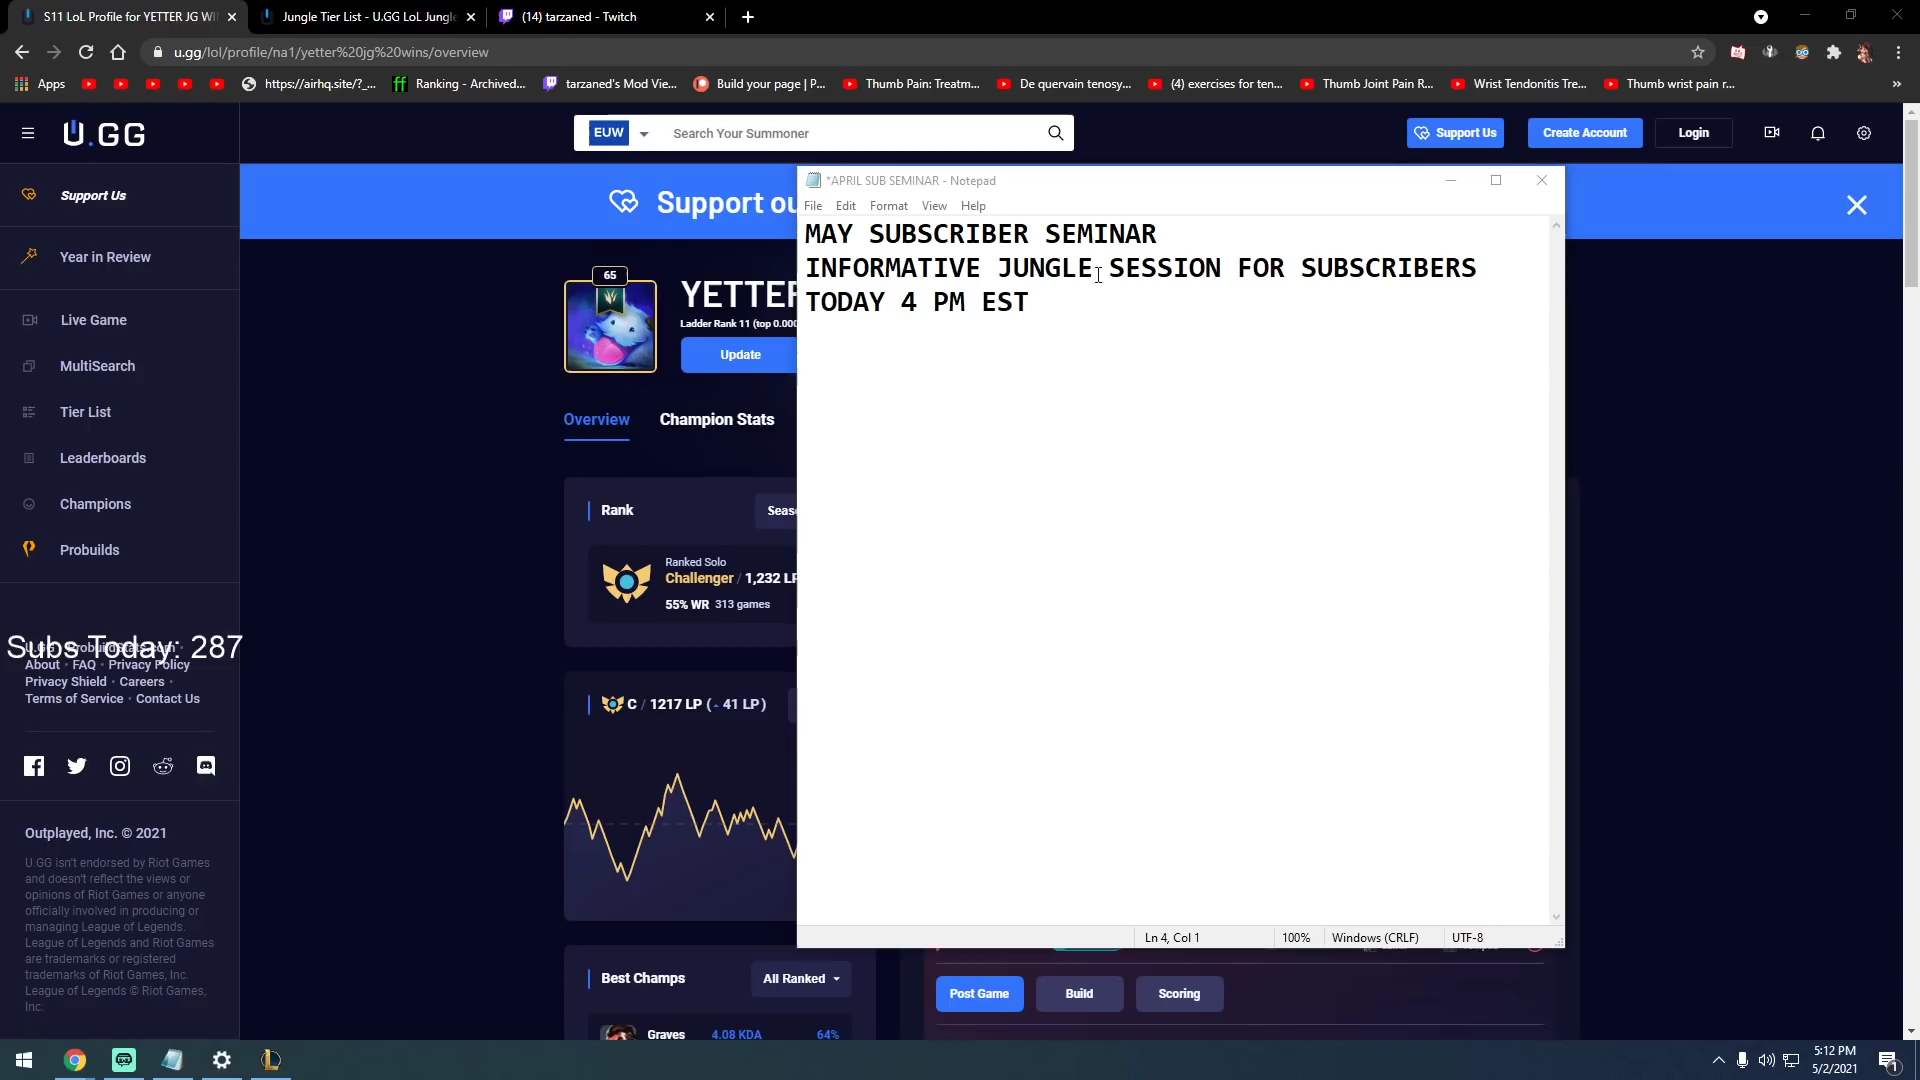 S11 LoL Profile for YETTER JG WI
Jungle Tier List - U.GG LoL Jungle
(14) tarzaned - Twitch
u.gg/lol/profile/na1/yetter%20jg%20wins/overview
Apps
https://airhq.site/?_...
ff
Ranking - Archived...
tarzaned's Mod Vie...
Build your page | P...
Thumb Pain: Treatm...
De quervain tenosy...
(4) exercises for ten...
Thumb Joint Pain R...
Wrist Tendonitis Tre...
Thumb wrist pain r...
U.GG
EUW
Search Your Summoner
Support Us
Create Account
Login
Support Us
Year in Review
Live Game
MultiSearch
Tier List
Leaderboards
Champions
Probuilds
Subs Today: 287
About · FAQ · Privacy Policy
Privacy Shield · Careers ·
Terms of Service · Contact Us
Outplayed, Inc. © 2021
U.GG isn't endorsed by Riot Games
and doesn't reflect the views or
opinions of Riot Games or anyone
officially involved in producing or
managing League of Legends.
League of Legends and Riot Games
are trademarks or registered
trademarks of Riot Games, Inc.
League of Legends © Riot Games,
Inc.
Support ou
65
YETTER
Ladder Rank 11 (top 0.000
Update
Overview
Champion Stats
Rank
Seas
Ranked Solo
Challenger / 1,232 LP
55% WR 313 games
C / 1217 LP ( 41 LP)
Best Champs
All Ranked
Graves
4.08 KDA
64%
*APRIL SUB SEMINAR - Notepad
File Edit Format View Help
MAY SUBSCRIBER SEMINAR
INFORMATIVE JUNGLE SESSION FOR SUBSCRIBERS
TODAY 4 PM EST
Ln 4, Col 1
100%
Windows (CRLF)
UTF-8
Post Game
Build
Scoring
5:12 PM
5/2/2021
1